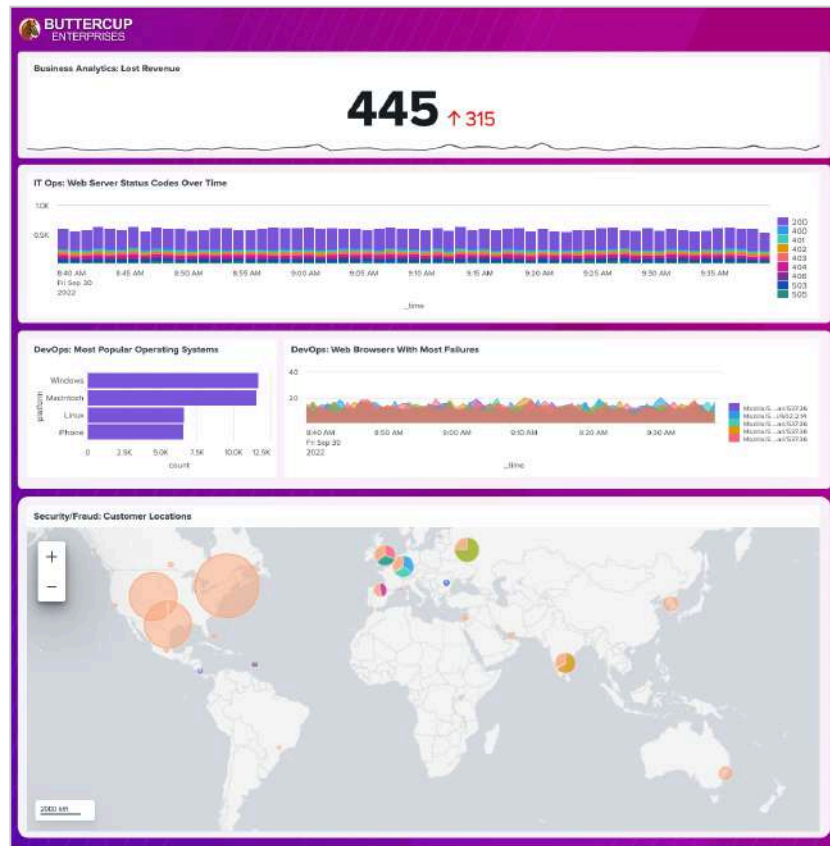 BUTTERCUP
ENTERPRISES
Business Analytics: Lost Revenue
445 ↑ 315
IT Ops: Web Server Status Codes Over Time
1.0K
0.5K
8:40 AM 8:45 AM 8:50 AM 8:55 AM 9:00 AM 9:05 AM 9:10 AM 9:15 AM 9:20 AM 9:25 AM 9:30 AM 9:35 AM
Fri Sep 30
2022
_time
200
400
401
402
403
404
408
503
505
DevOps: Most Popular Operating Systems
platform
Windows
Macintosh
Linux
iPhone
0 2.5K 5.0K 7.5K 10.0K 12.5K
count
DevOps: Web Browsers With Most Failures
40
20
8:40 AM 8:50 AM 9:00 AM 9:10 AM 9:20 AM 9:30 AM
Fri Sep 30
2022
_time
Security/Fraud: Customer Locations
+
−
2000 km